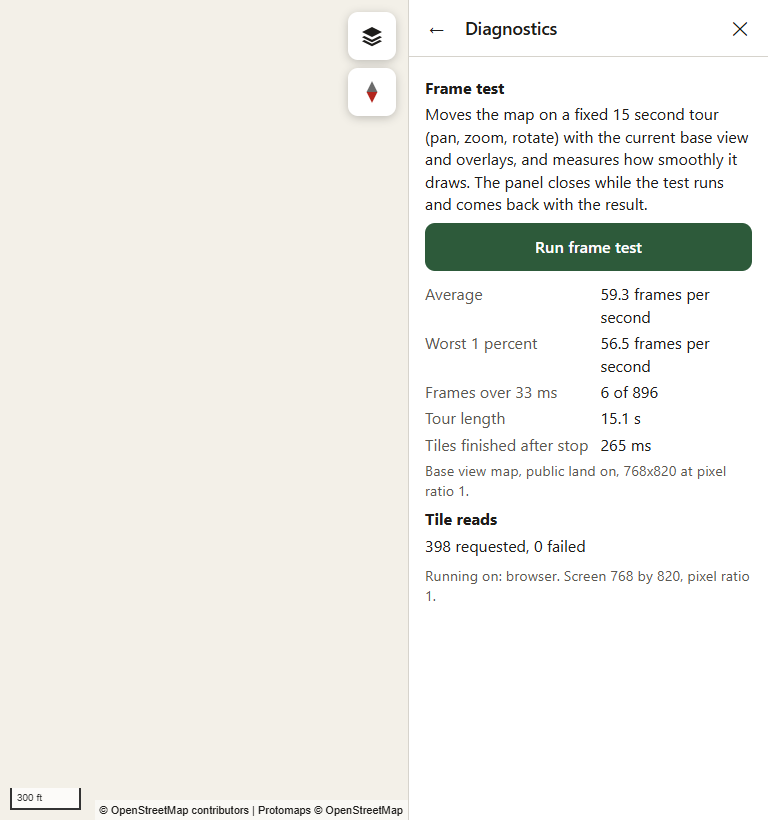 ← Diagnostics
Frame test
Moves the map on a fixed 15 second tour
(pan, zoom, rotate) with the current base view
and overlays, and measures how smoothly it
draws. The panel closes while the test runs
and comes back with the result.
Run frame test
Average 59.3 frames per
second
Worst 1 percent 56.5 frames per
second
Frames over 33 ms 6 of 896
Tour length 15.1 s
Tiles finished after stop 265 ms
Base view map, public land on, 768x820 at pixel
ratio 1.
Tile reads
398 requested, 0 failed
Running on: browser. Screen 768 by 820, pixel ratio
1.
300 ft
© OpenStreetMap contributors | Protomaps © OpenStreetMap